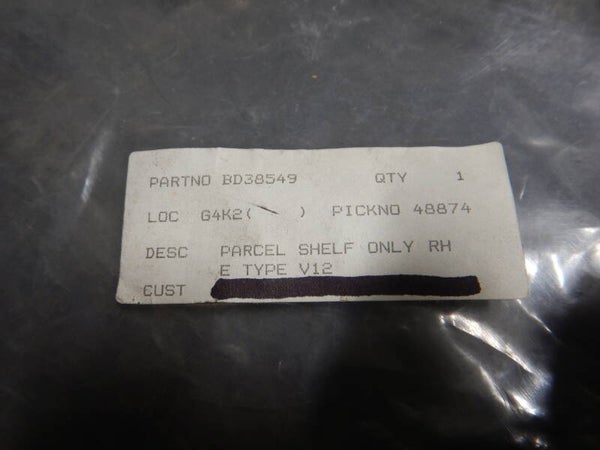 PARTNO BD38549 QTY 1
LOC G4K2( ) PICKNO 48874
DESC PARCEL SHELF ONLY RH
E TYPE V12
CUST